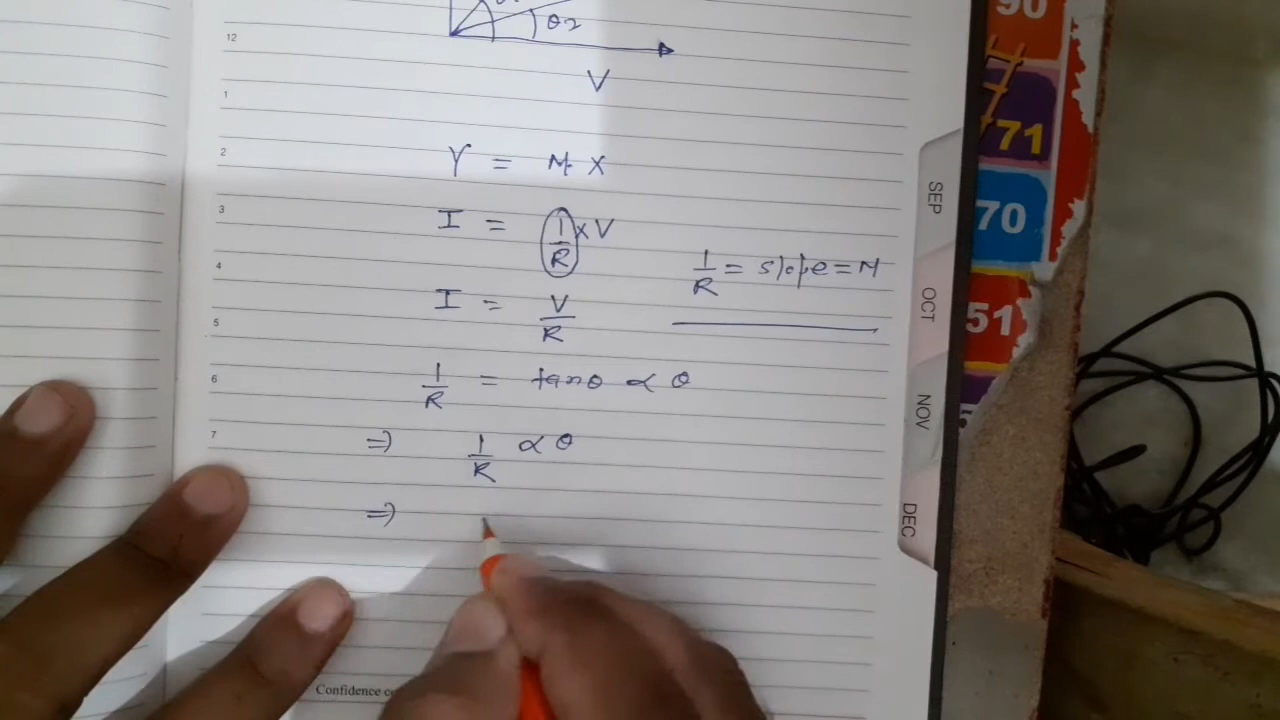 90
θ2
12
V
1
71
2
Y = M X
SEP
3
I = 1/R × V
70
4
1/R = slope = M
OCT
I = V/R
5
51
6
1/R = tanθ ∝ θ
NOV
7
⇒ 1/R ∝ θ
DEC
⇒
Confidence